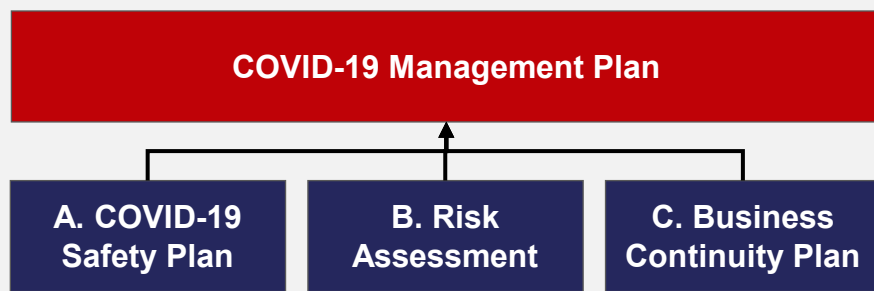 COVID-19 Management Plan
A. COVID-19
Safety Plan
B. Risk
Assessment
C. Business
Continuity Plan